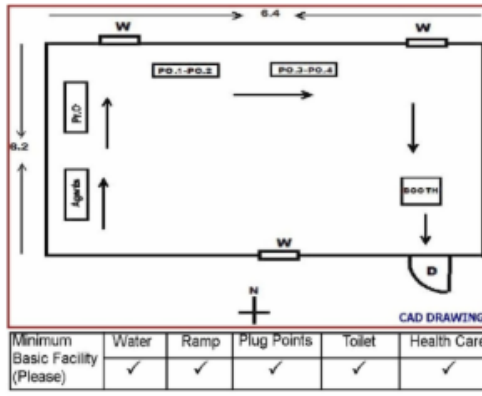 6.4
W
W
PO.1-PO.2
PO.3-PO.4
Pr.O
6.2
Agents
BOOTH
W
D
N
CAD DRAWING
Minimum Basic Facility (Please)
Water
Ramp
Plug Points
Toilet
Health Care
✓ ✓ ✓ ✓ ✓